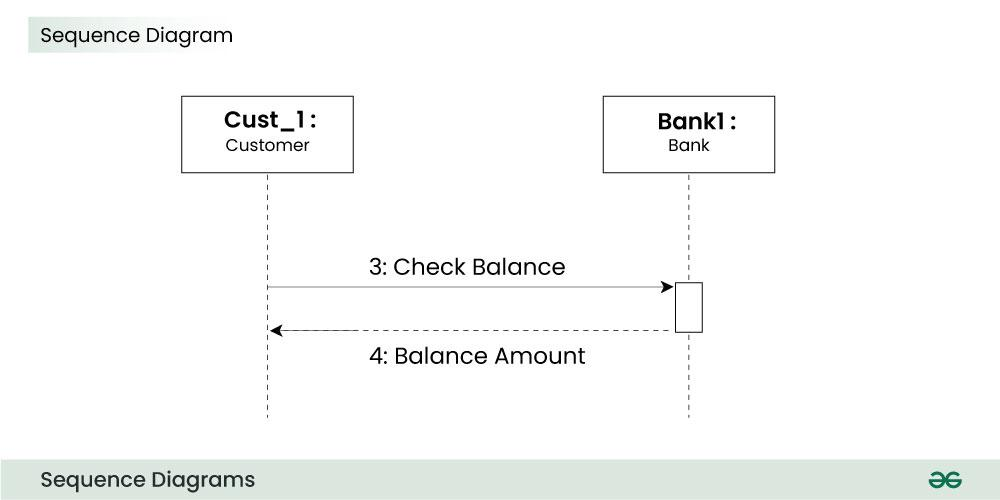 Sequence Diagram
Cust_1 :
Customer
Bank1 :
Bank
3: Check Balance
4: Balance Amount
Sequence Diagrams